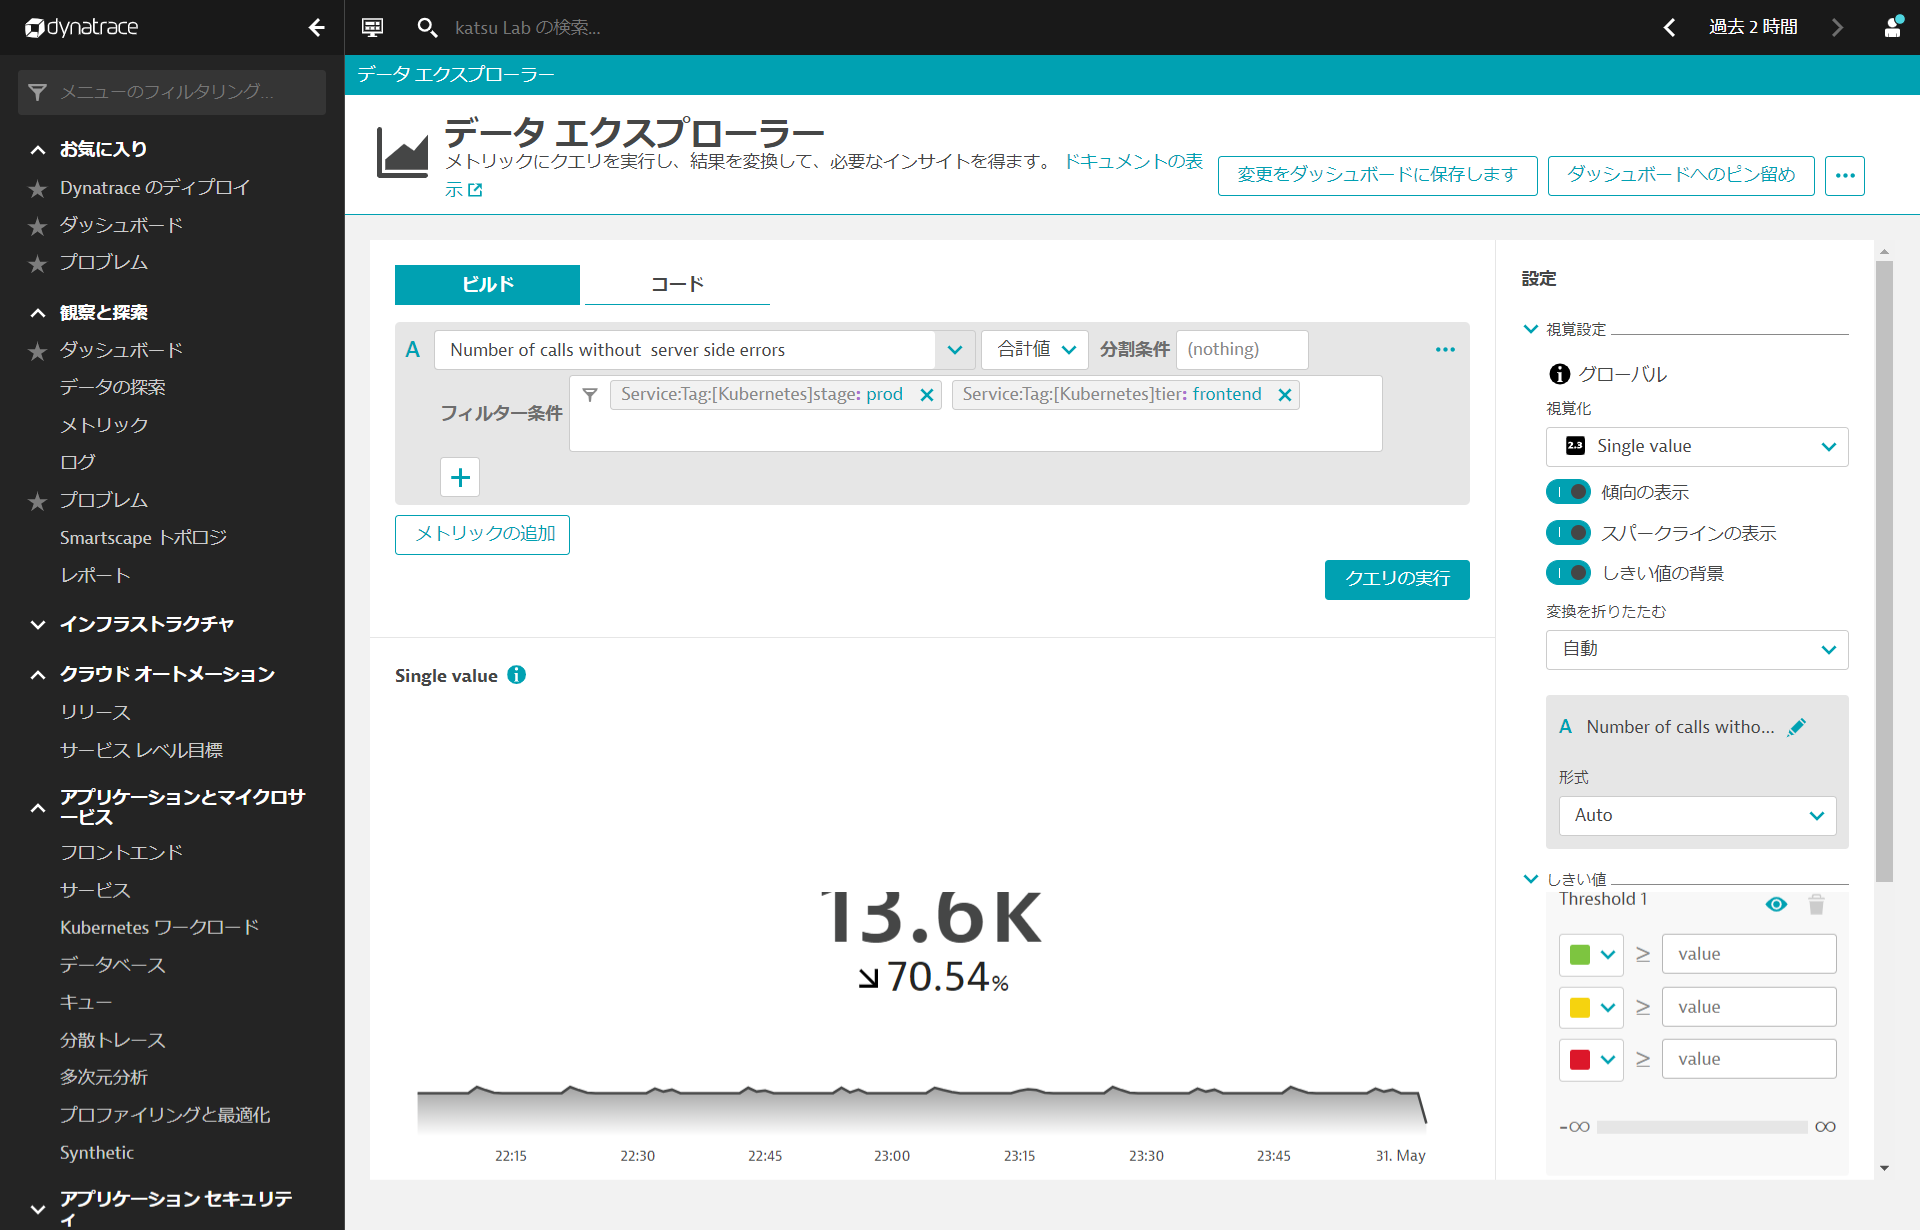 dynatrace
katsu Lab の検索...
過去 2 時間
メニューのフィルタリング...
お気に入り
Dynatrace のディプロイ
ダッシュボード
プロブレム
観察と探索
ダッシュボード
データの探索
メトリック
ログ
プロブレム
Smartscape トポロジ
レポート
インフラストラクチャ
クラウド オートメーション
リリース
サービス レベル目標
アプリケーションとマイクロサ
ービス
フロントエンド
サービス
Kubernetes ワークロード
データベース
キュー
分散トレース
多次元分析
プロファイリングと最適化
Synthetic
アプリケーション セキュリテ
ィ
データ エクスプローラー
データ エクスプローラー
メトリックにクエリを実行し、結果を変換して、必要なインサイトを得ます。 ドキュメントの表
示
変更をダッシュボードに保存します
ダッシュボードへのピン留め
ビルド
コード
A Number of calls without server side errors 合計値 分割条件 (nothing)
フィルター条件 Service:Tag:[Kubernetes]stage: prod Service:Tag:[Kubernetes]tier: frontend
メトリックの追加
クエリの実行
Single value
13.6K
70.54%
22:15 22:30 22:45 23:00 23:15 23:30 23:45 31. May
設定
視覚設定
グローバル
視覚化
2.3 Single value
傾向の表示
スパークラインの表示
しきい値の背景
変換を折りたたむ
自動
A Number of calls witho...
形式
Auto
しきい値
Threshold 1
≥ value
≥ value
≥ value
-∞ ∞